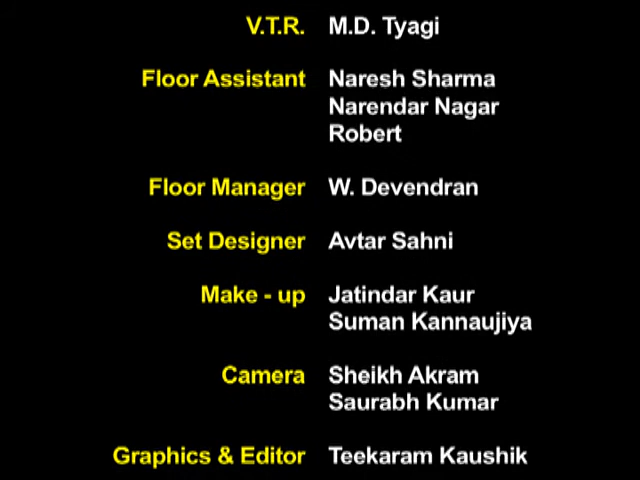 V.T.R. M.D. Tyagi
Floor Assistant Naresh Sharma
Narendar Nagar
Robert
Floor Manager W. Devendran
Set Designer Avtar Sahni
Make - up Jatindar Kaur
Suman Kannaujiya
Camera Sheikh Akram
Saurabh Kumar
Graphics & Editor Teekaram Kaushik